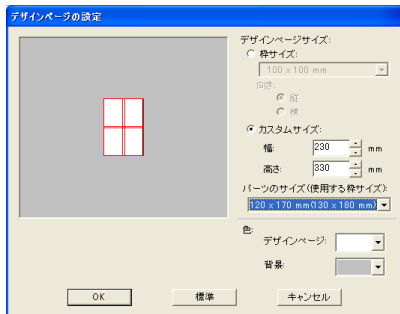 デザインページの設定
デザインページサイズ:
枠サイズ:
100 x 100 mm
向き:
縦
横
カスタムサイズ:
幅: 230 mm
高さ: 330 mm
パーツのサイズ(使用する枠サイズ):
120 x 170 mm(130 x 180 mm)
色:
デザインページ:
背景:
OK 標準 キャンセル